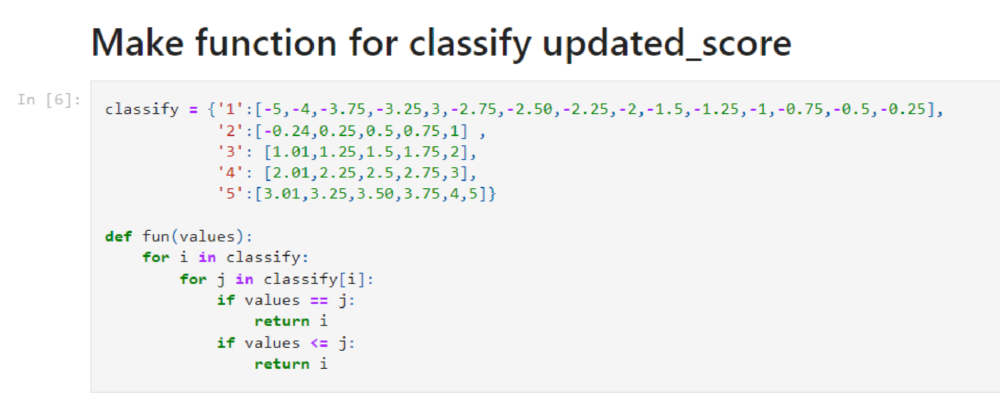 Make function for classify updated_score
In [6]:
classify = {'1':[-5,-4,-3.75,-3.25,3,-2.75,-2.50,-2.25,-2,-1.5,-1.25,-1,-0.75,-0.5,-0.25],
            '2':[-0.24,0.25,0.5,0.75,1] ,
            '3': [1.01,1.25,1.5,1.75,2],
            '4': [2.01,2.25,2.5,2.75,3],
            '5':[3.01,3.25,3.50,3.75,4,5]}
def fun(values):
    for i in classify:
        for j in classify[i]:
            if values == j:
                return i
            if values <= j:
                return i